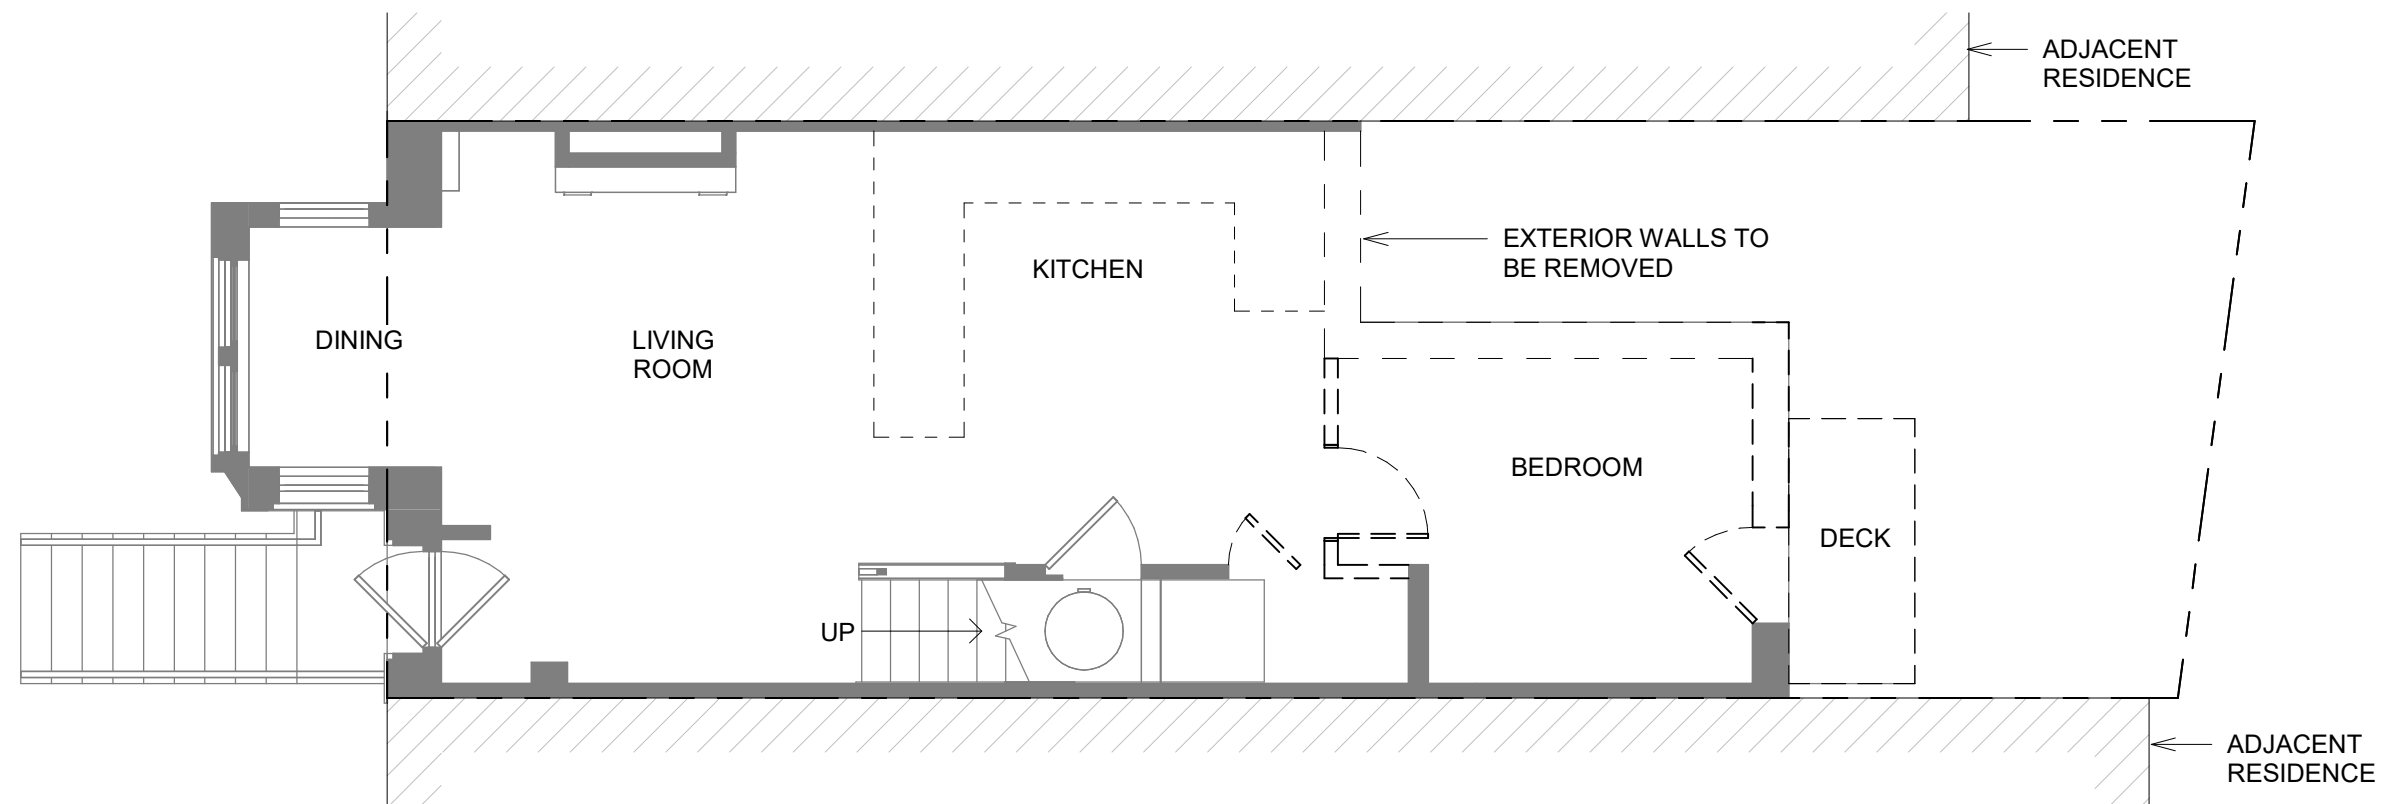 ADJACENT
RESIDENCE
EXTERIOR WALLS TO
BE REMOVED
KITCHEN
DINING
LIVING
ROOM
BEDROOM
DECK
UP
ADJACENT
RESIDENCE